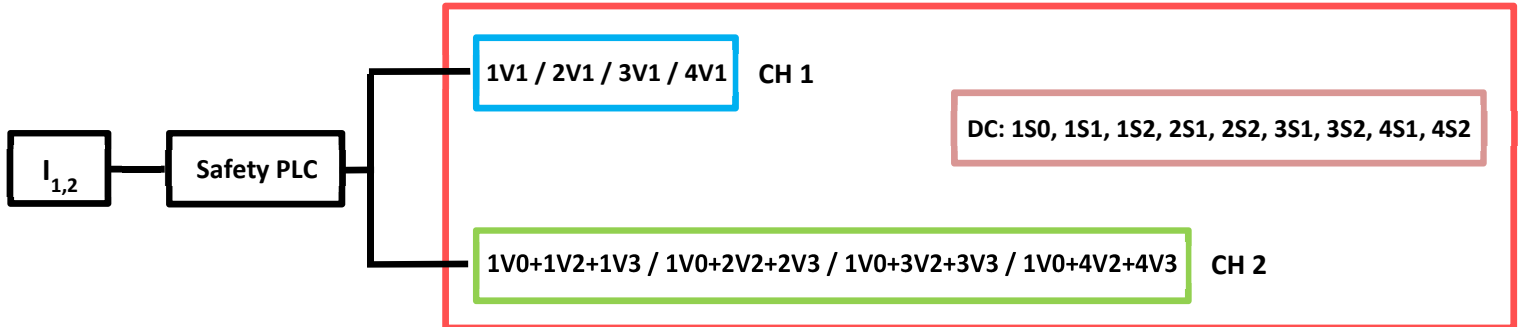 1V1 / 2V1 / 3V1 / 4V1
CH 1
DC: 1S0, 1S1, 1S2, 2S1, 2S2, 3S1, 3S2, 4S1, 4S2
I1,2
Safety PLC
1V0+1V2+1V3 / 1V0+2V2+2V3 / 1V0+3V2+3V3 / 1V0+4V2+4V3
CH 2